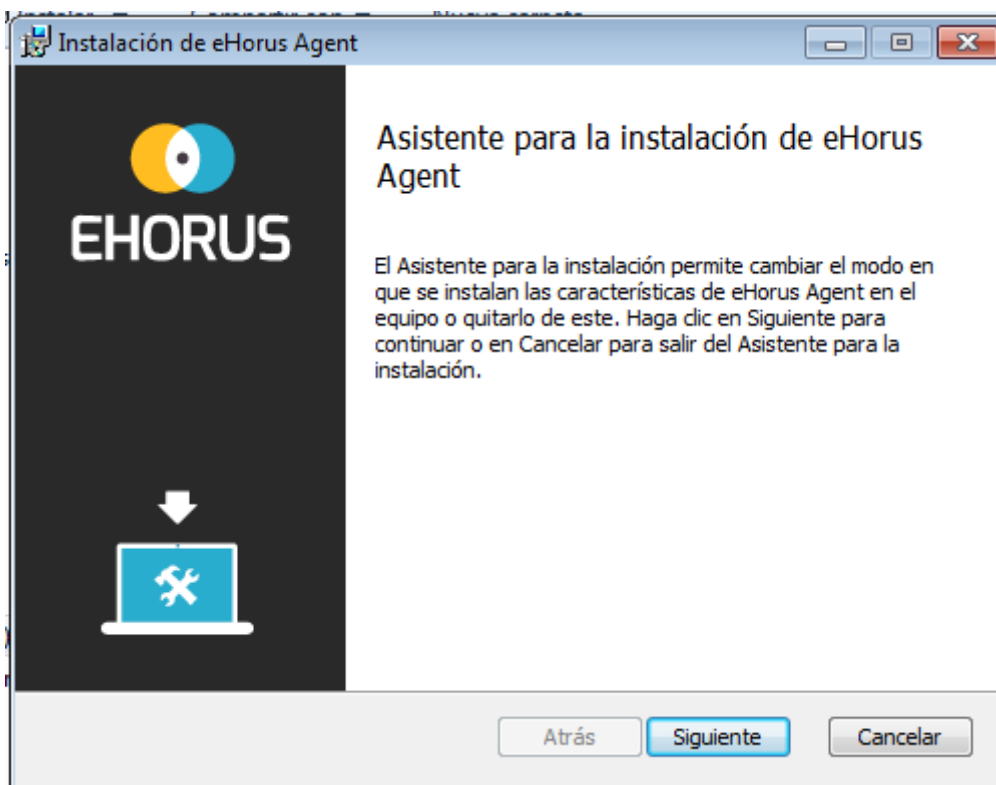 Instalación de eHorus Agent
EHORUS
Asistente para la instalación de eHorus
Agent
El Asistente para la instalación permite cambiar el modo en
que se instalan las características de eHorus Agent en el
equipo o quitarlo de este. Haga clic en Siguiente para
continuar o en Cancelar para salir del Asistente para la
instalación.
Atrás
Siguiente
Cancelar